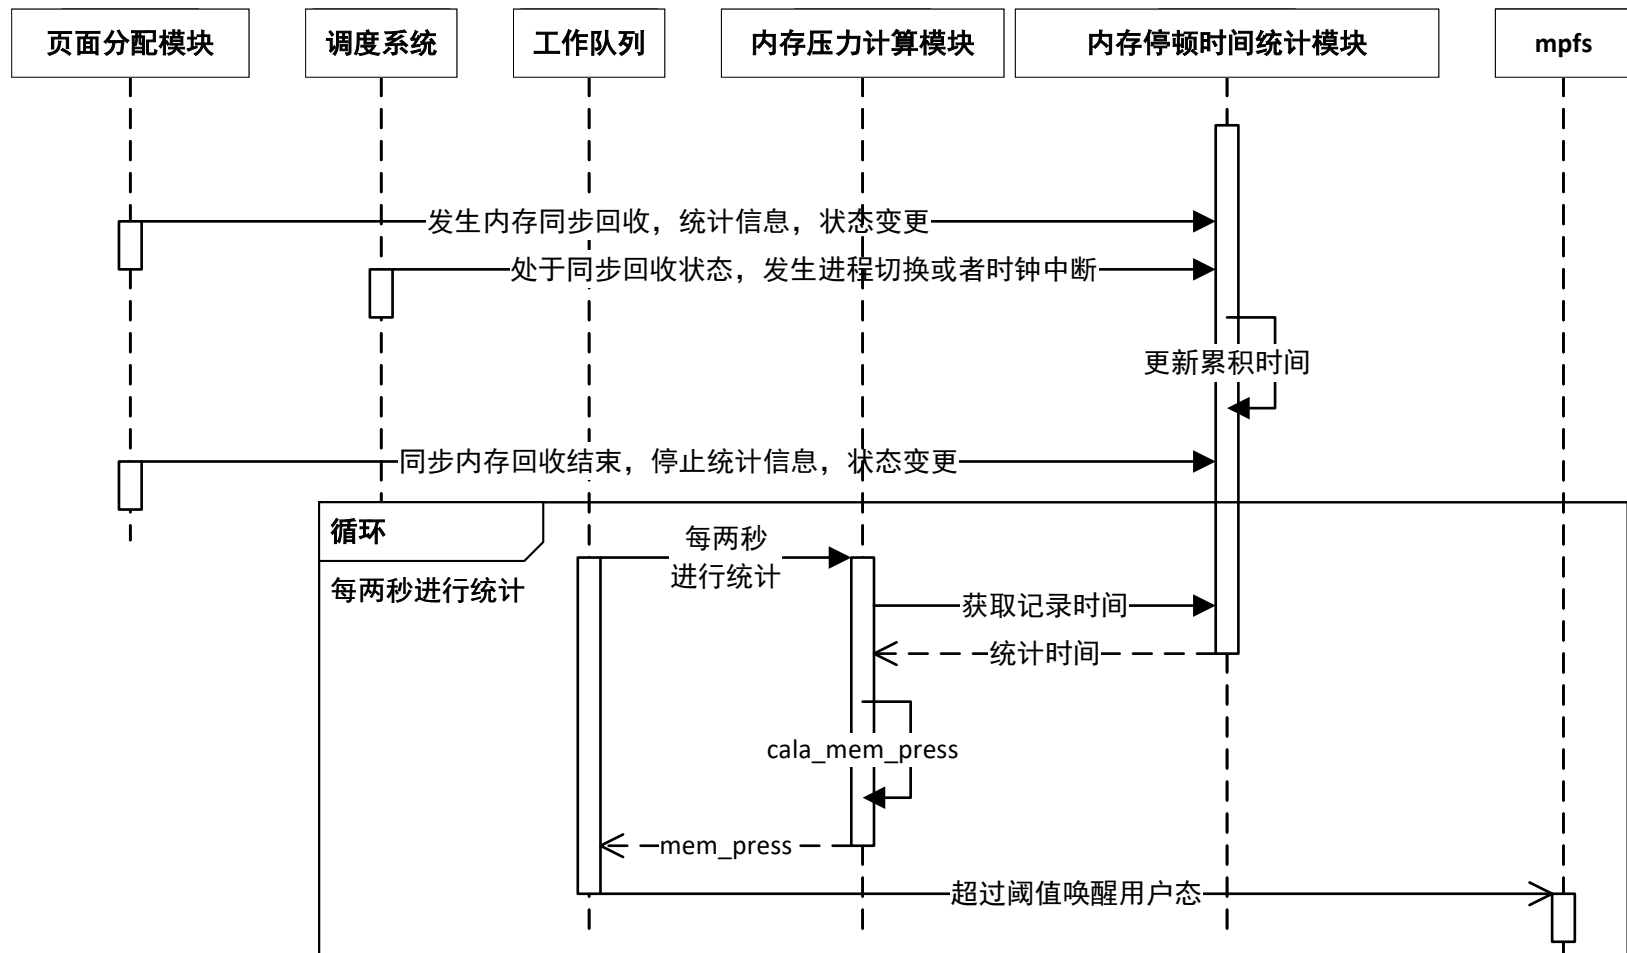 页面分配模块
调度系统
工作队列
内存压力计算模块
内存停顿时间统计模块
mpfs
发生内存同步回收，统计信息，状态变更
处于同步回收状态，发生进程切换或者时钟中断
更新累积时间
同步内存回收结束，停止统计信息，状态变更
循环
每两秒进行统计
每两秒
进行统计
获取记录时间
统计时间
cala_mem_press
mem_press
超过阈值唤醒用户态